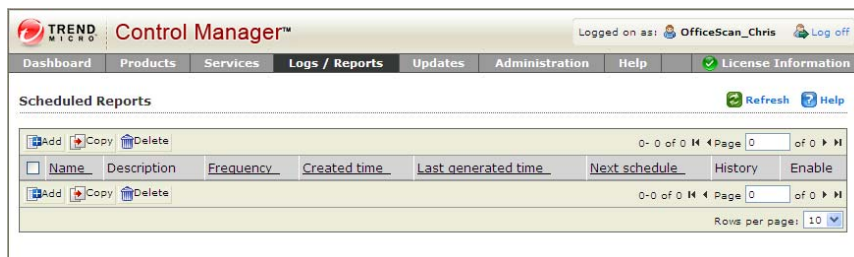 TREND MICRO Control Manager™ Logged on as: OfficeScan_Chris Log off
Dashboard Products Services Logs / Reports Updates Administration Help License Information
Scheduled Reports Refresh ? Help
Add Copy Delete 0- 0 of 0 Page 0 of 0
Name Description Frequency Created time Last generated time Next schedule History Enable
Add Copy Delete 0-0 of 0 Page 0 of 0
Rows per page: 10